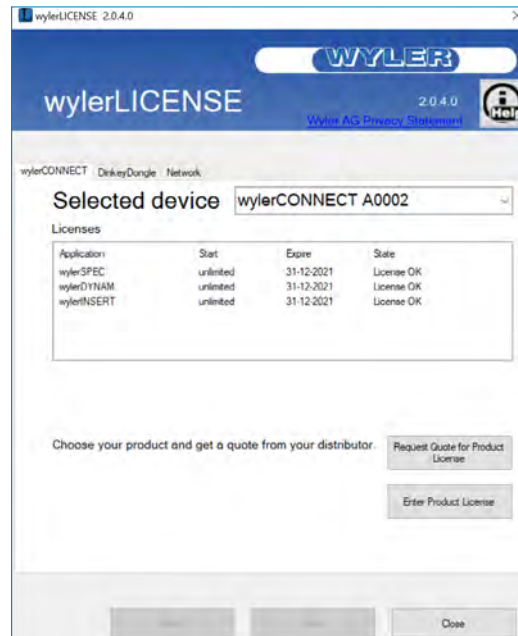 wylerLICENSE 2.0.4.0
WYLER
wylerLICENSE
2.0.4.0
Help
Wyler AG Privacy Statement
wylerCONNECT DinkeyDongle Network
Selected device wylerCONNECT A0002
Licenses
Application Start Expire State
wylerSPEC unlimited 31-12-2021 License OK
wylerDYNAM unlimited 31-12-2021 License OK
wylerINSERT unlimited 31-12-2021 License OK
Choose your product and get a quote from your distributor.
Request Quote for Product
License
Enter Product License
Close